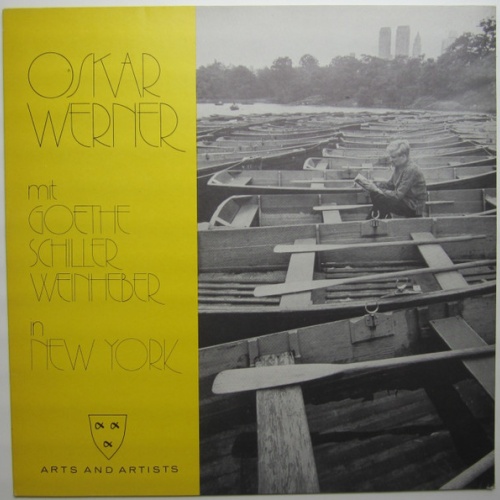 OSKAR
WERNER
mit
GOETHE
SCHILLER
WEINHEBER
in
NEW YORK
ARTS AND ARTISTS